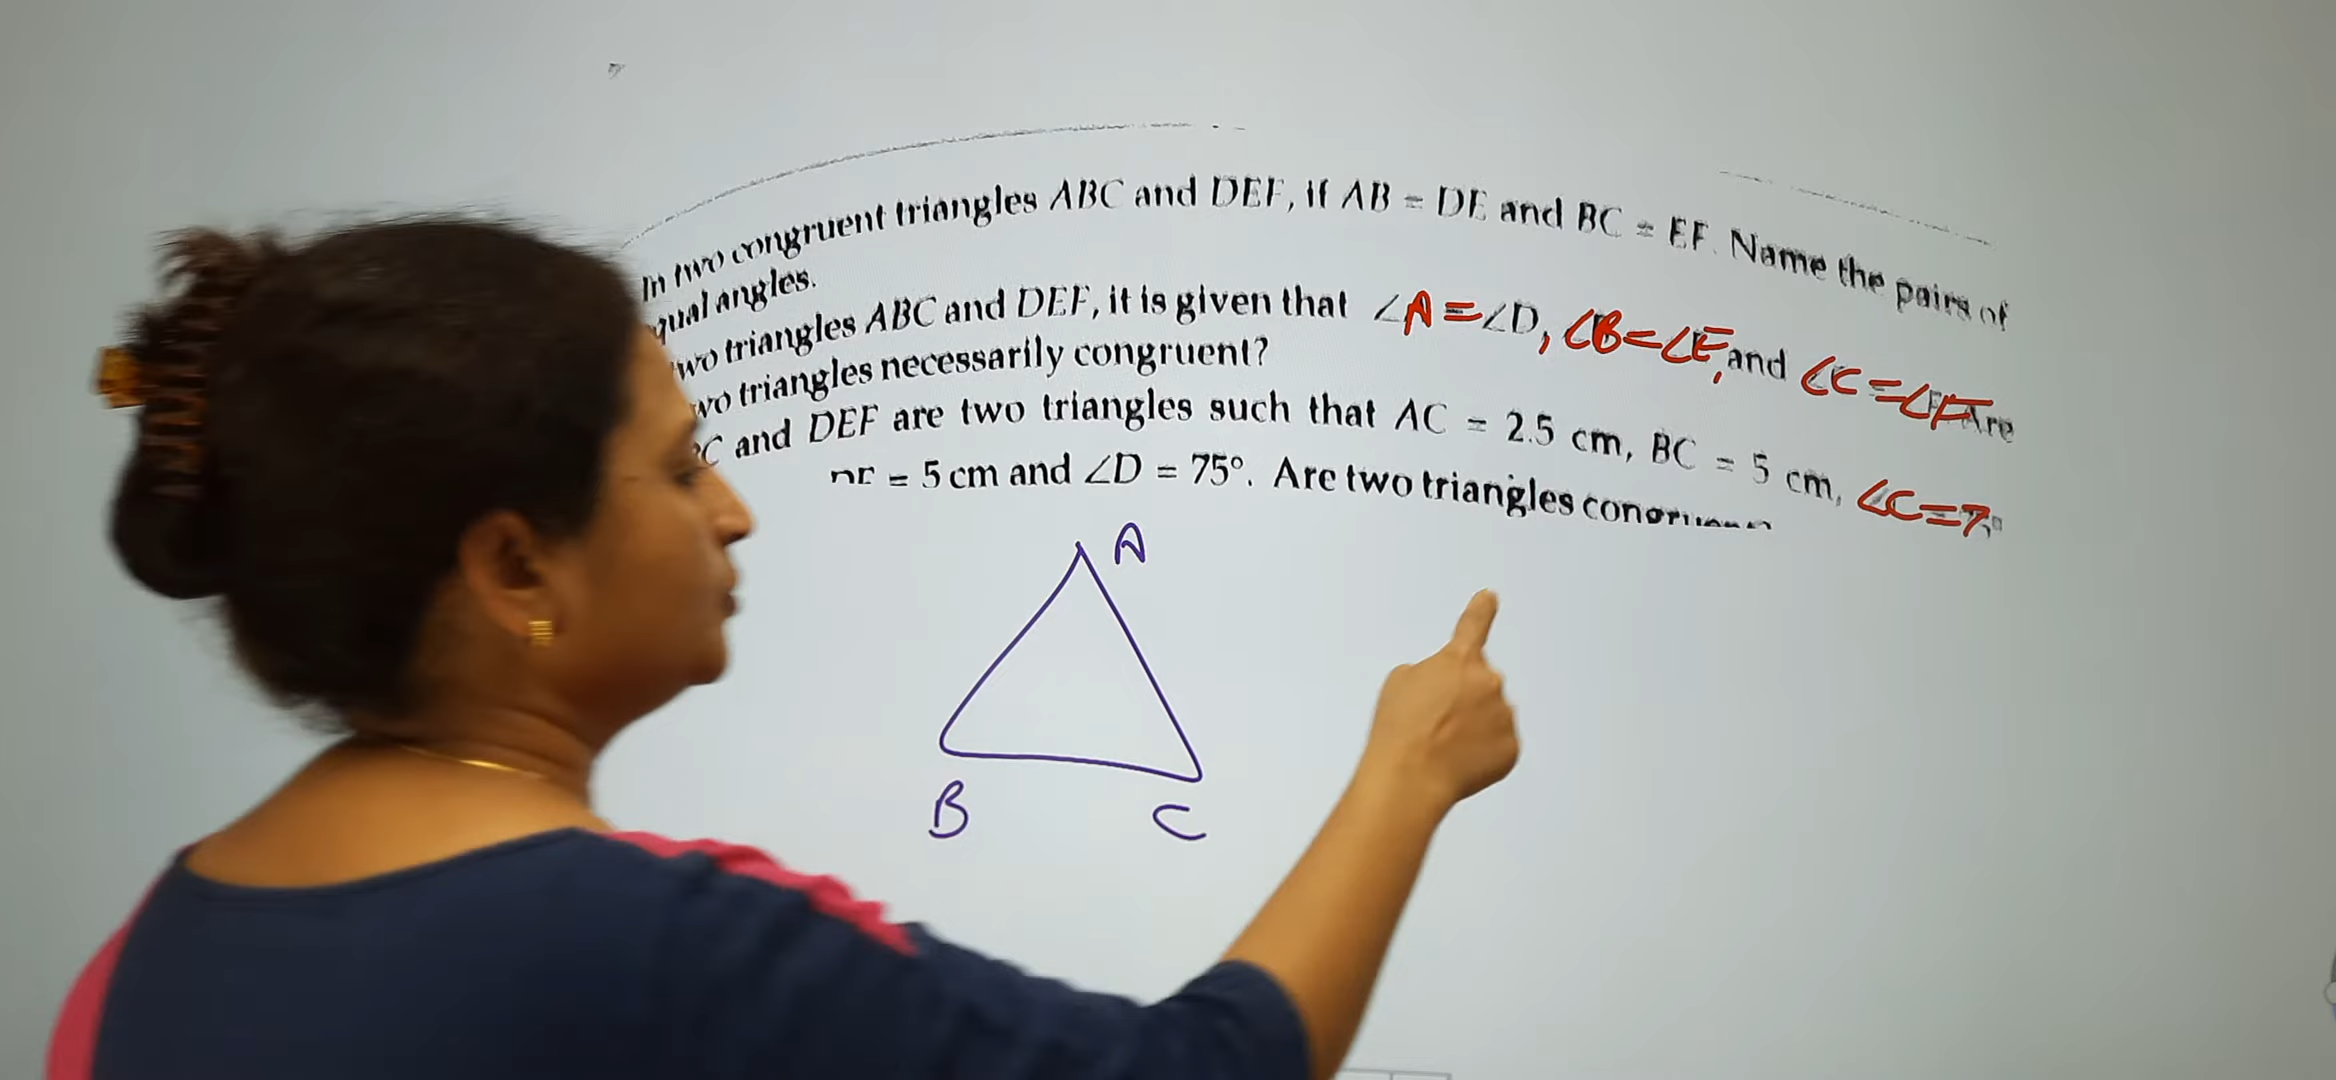 In two congruent triangles ABC and DEF, if AB = DE and BC = EF. Name the pairs of
qual angles.
wo triangles ABC and DEF, it is given that ∠A=∠D, ∠B=∠E, and ∠C=∠F Are
wo triangles necessarily congruent?
C and DEF are two triangles such that AC = 2.5 cm, BC = 5 cm, ∠C=7
= 5 cm and ∠D = 75°. Are two triangles
A
B C